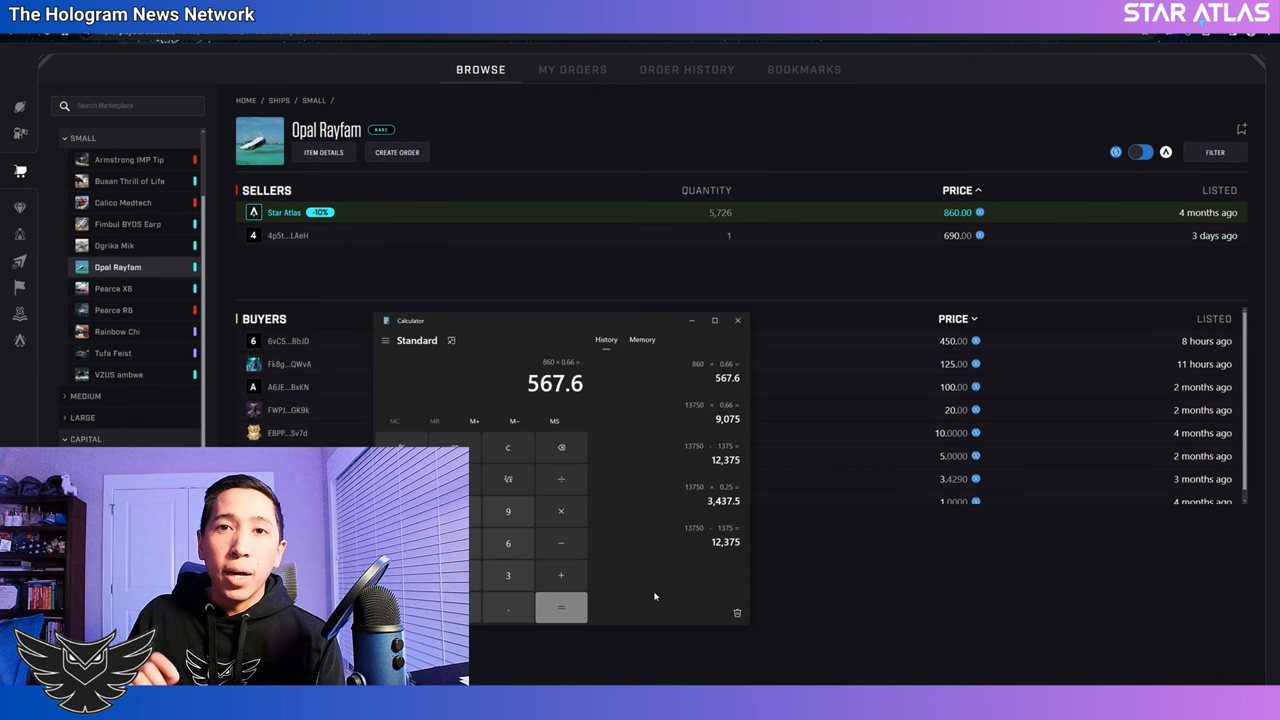 The Hologram News Network
STAR ATLAS
BROWSE MY ORDERS ORDER HISTORY BOOKMARKS
Search Marketplace
HOME / SHIPS / SMALL /
SMALL
Opal Rayfam RARE
Armstrong IMP Tip
ITEM DETAILS CREATE ORDER FILTER
Busan Thrill of Life
Calico Medtech
Fimbul BYOS Earp
Ogrika Mik
Opal Rayfam
Pearce X6
Pearce R6
Rainbow Chi
Tufa Feist
VZUS ambwe
MEDIUM
LARGE
CAPITAL
SELLERS QUANTITY PRICE LISTED
Star Atlas -10% 5,726 860.00 4 months ago
4 4p5t...LAeH 1 690.00 3 days ago
BUYERS PRICE LISTED
6 6vC5...BbJD 450.00 8 hours ago
Fk8g...QWvA 125.00 11 hours ago
A A6JE...BxKN 100.00 2 months ago
FWPJ...GK9k 20.00 2 months ago
EBPP...Sv7d 10.0000 4 months ago
5.0000 2 months ago
3.4290 3 months ago
1.0000 4 months ago
Calculator
Standard
History Memory
860 × 0.66 =
567.6
MC MR M+ M− MS
C
9 ×
6 −
3 +
. =
860 × 0.66 =
567.6
13750 × 0.66 =
9,075
13750 − 1375 =
12,375
13750 × 0.25 =
3,437.5
13750 − 1375 =
12,375